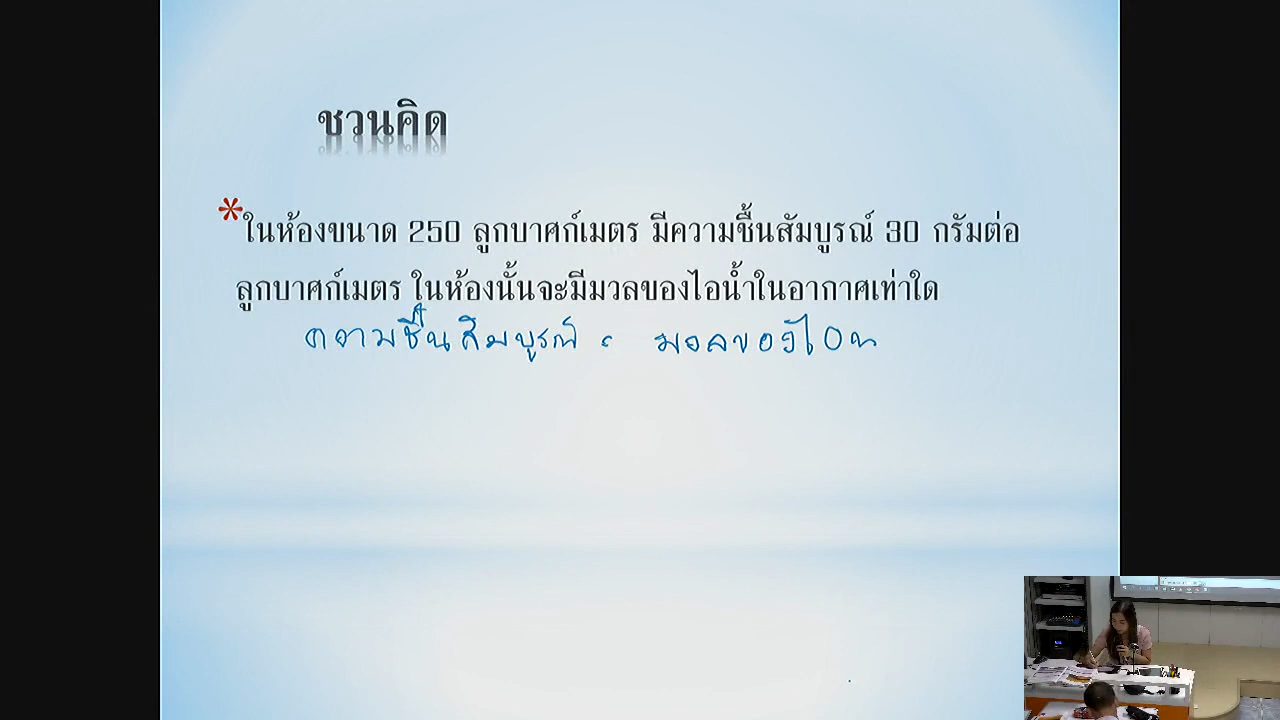 ชวนคิด
*ในห้องขนาด 250 ลูกบาศก์เมตร มีความชื้นสัมบูรณ์ 30 กรัมต่อ
ลูกบาศก์เมตร ในห้องนั้นจะมีมวลของไอน้ำในอากาศเท่าใด
ความชื้นสัมบูรณ์ = มวลของไอน